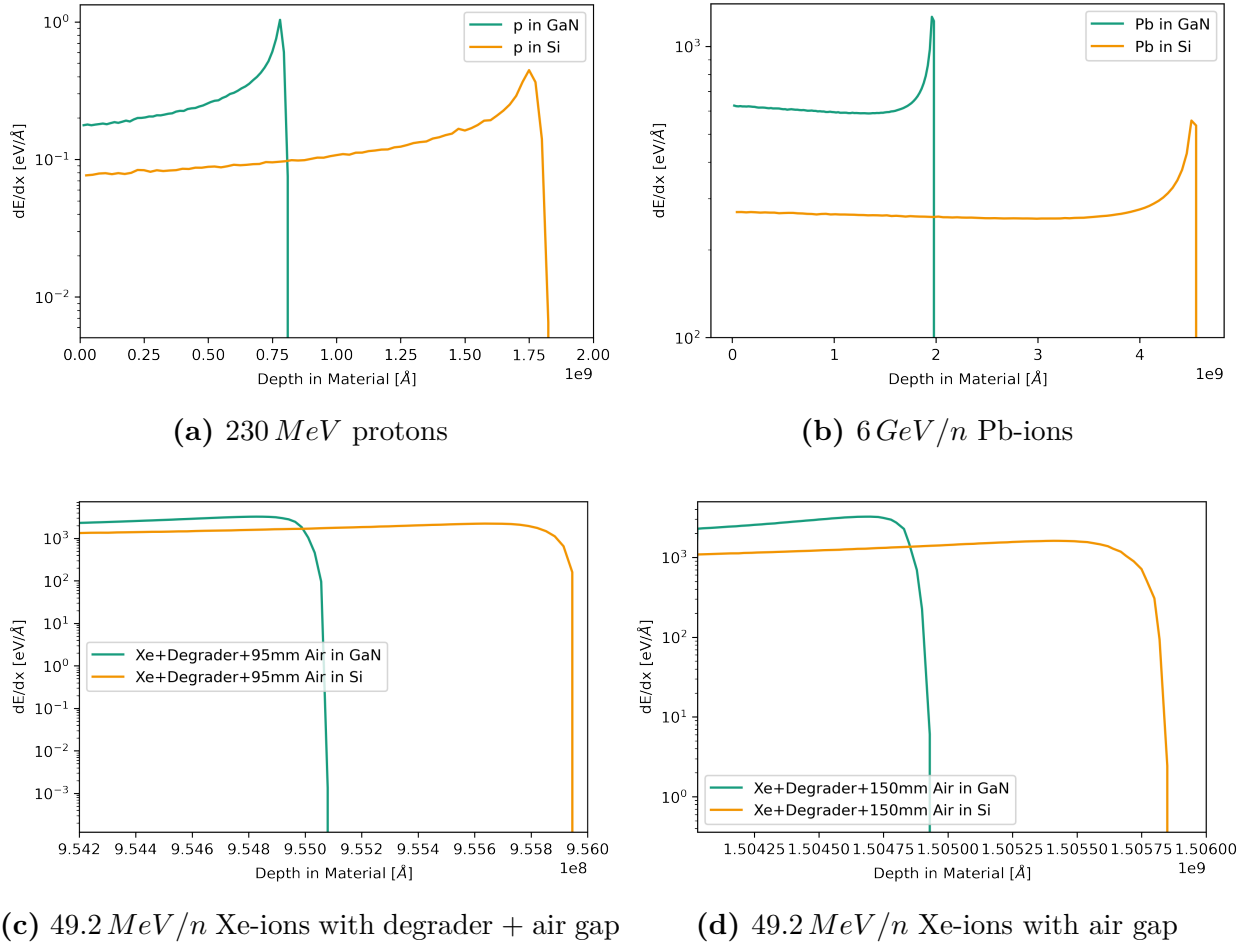 p in GaN
p in Si
10^0
10^-1
10^-2
dE/dx [eV/Å]
0.00 0.25 0.50 0.75 1.00 1.25 1.50 1.75 2.00
1e9
Depth in Material [Å]
(a) 230 MeV protons
Pb in GaN
Pb in Si
10^3
10^2
dE/dx [eV/Å]
0 1 2 3 4
1e9
Depth in Material [Å]
(b) 6 GeV/n Pb-ions
10^3
10^2
10^1
10^0
10^-1
10^-2
10^-3
dE/dx [eV/Å]
Xe+Degrader+95mm Air in GaN
Xe+Degrader+95mm Air in Si
9.542 9.544 9.546 9.548 9.550 9.552 9.554 9.556 9.558 9.560
1e8
Depth in Material [Å]
(c) 49.2 MeV/n Xe-ions with degrader + air gap
10^3
10^2
10^1
10^0
dE/dx [eV/Å]
Xe+Degrader+150mm Air in GaN
Xe+Degrader+150mm Air in Si
1.50425 1.50450 1.50475 1.50500 1.50525 1.50550 1.50575 1.50600
1e9
Depth in Material [Å]
(d) 49.2 MeV/n Xe-ions with air gap